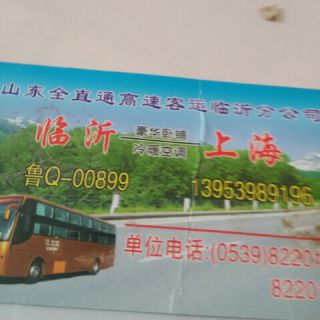 山东全直通高速客运临沂分公司
临沂 豪华卧铺 上海
冷暖空调
鲁Q-00899 13953989196
单位电话:(0539)8220
8220